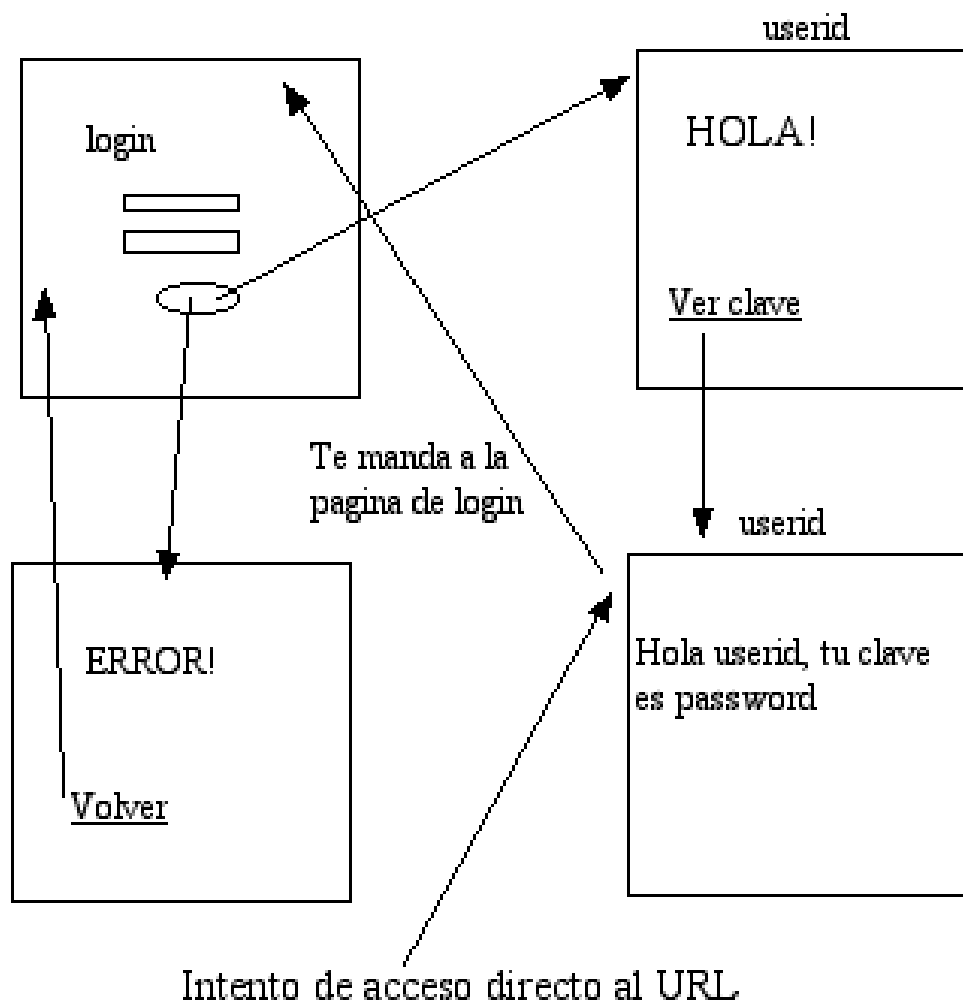 userid
login
HOLA!
Ver clave
Te manda a la
pagina de login
userid
ERROR!
Hola userid, tu clave
es password
Volver
Intento de acceso directo al URL